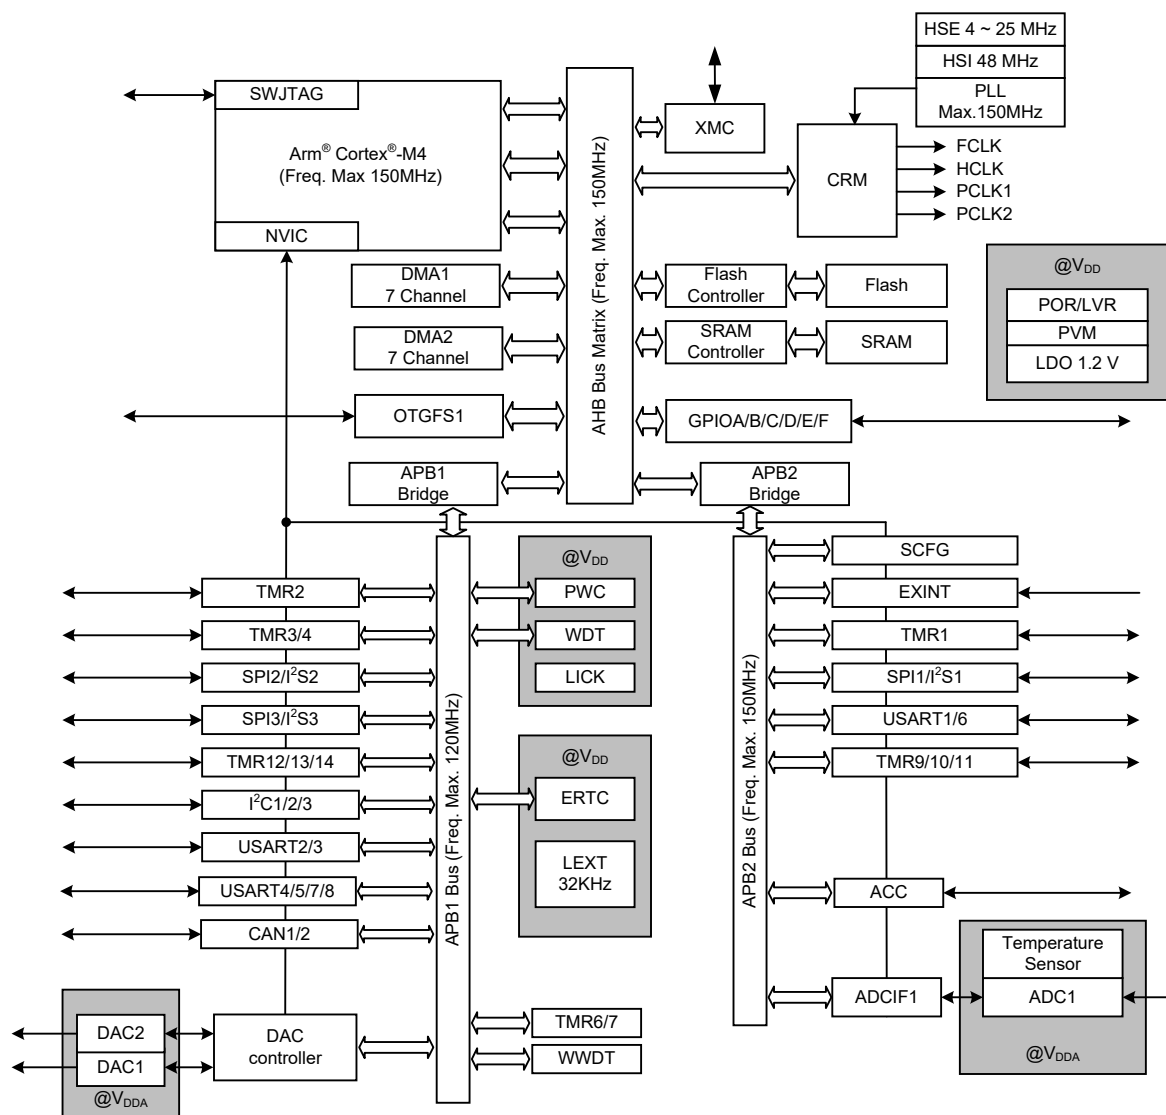 HSE 4 ~ 25 MHz
HSI 48 MHz
PLL
Max.150MHz
SWJTAG
Arm® Cortex®-M4
(Freq. Max 150MHz)
NVIC
AHB Bus Matrix (Freq. Max. 150MHz)
XMC
CRM
FCLK
HCLK
PCLK1
PCLK2
DMA1
7 Channel
DMA2
7 Channel
OTGFS1
Flash
Controller
Flash
SRAM
Controller
SRAM
GPIOA/B/C/D/E/F
@VDD
POR/LVR
PVM
LDO 1.2 V
APB1
Bridge
APB2
Bridge
TMR2
TMR3/4
SPI2/I²S2
SPI3/I²S3
TMR12/13/14
I²C1/2/3
USART2/3
USART4/5/7/8
CAN1/2
DAC2
DAC1
@VDDA
DAC
controller
APB1 Bus (Freq. Max. 120MHz)
@VDD
PWC
WDT
LICK
@VDD
ERTC
LEXT
32KHz
TMR6/7
WWDT
APB2 Bus (Freq. Max. 150MHz)
SCFG
EXINT
TMR1
SPI1/I²S1
USART1/6
TMR9/10/11
ACC
ADCIF1
Temperature
Sensor
ADC1
@VDDA